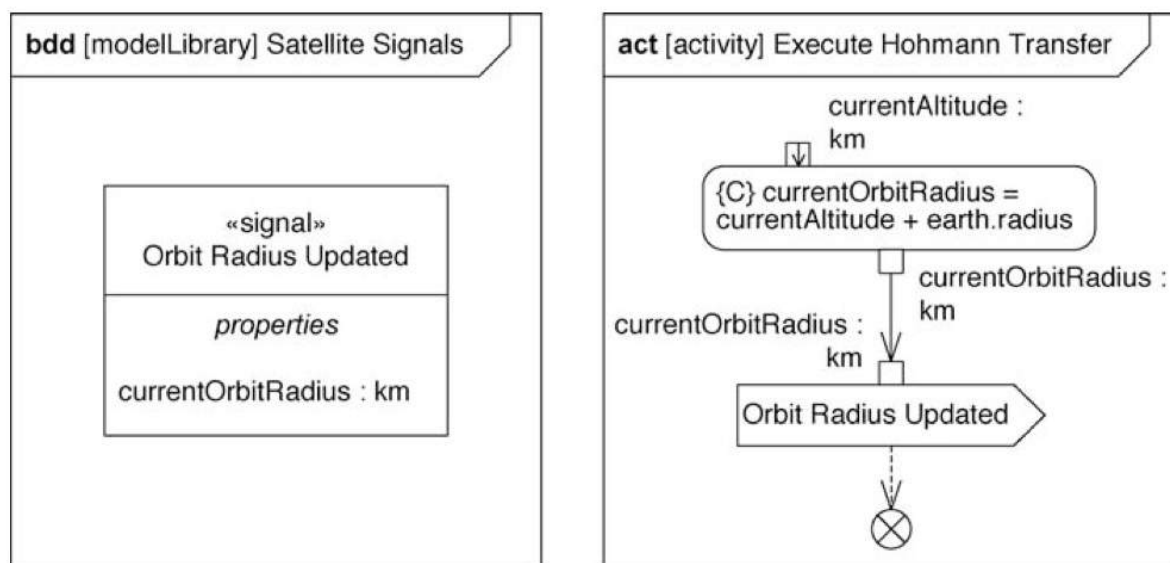 bdd [modelLibrary] Satellite Signals
«signal»
Orbit Radius Updated
properties
currentOrbitRadius : km
act [activity] Execute Hohmann Transfer
currentAltitude :
km
{C} currentOrbitRadius =
currentAltitude + earth.radius
currentOrbitRadius :
km
currentOrbitRadius :
km
Orbit Radius Updated